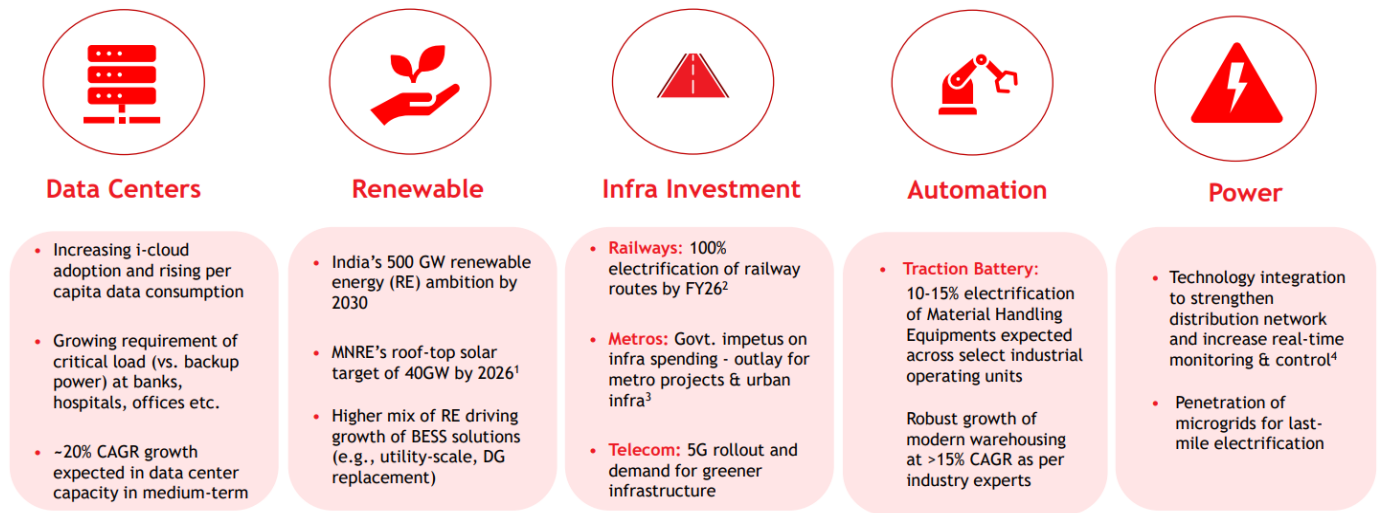 Data Centers
• Increasing i-cloud
adoption and rising per
capita data consumption
• Growing requirement of
critical load (vs. backup
power) at banks,
hospitals, offices etc.
• ~20% CAGR growth
expected in data center
capacity in medium-term
Renewable
• India’s 500 GW renewable
energy (RE) ambition by
2030
• MNRE’s roof-top solar
target of 40GW by 2026¹
• Higher mix of RE driving
growth of BESS solutions
(e.g., utility-scale, DG
replacement)
Infra Investment
• Railways: 100%
electrification of railway
routes by FY26²
• Metros: Govt. impetus on
infra spending - outlay for
metro projects & urban
infra³
• Telecom: 5G rollout and
demand for greener
infrastructure
Automation
• Traction Battery:
10-15% electrification
of Material Handling
Equipments expected
across select industrial
operating units
Robust growth of
modern warehousing
at >15% CAGR as per
industry experts
Power
• Technology integration
to strengthen
distribution network
and increase real-time
monitoring & control⁴
• Penetration of
microgrids for last-
mile electrification